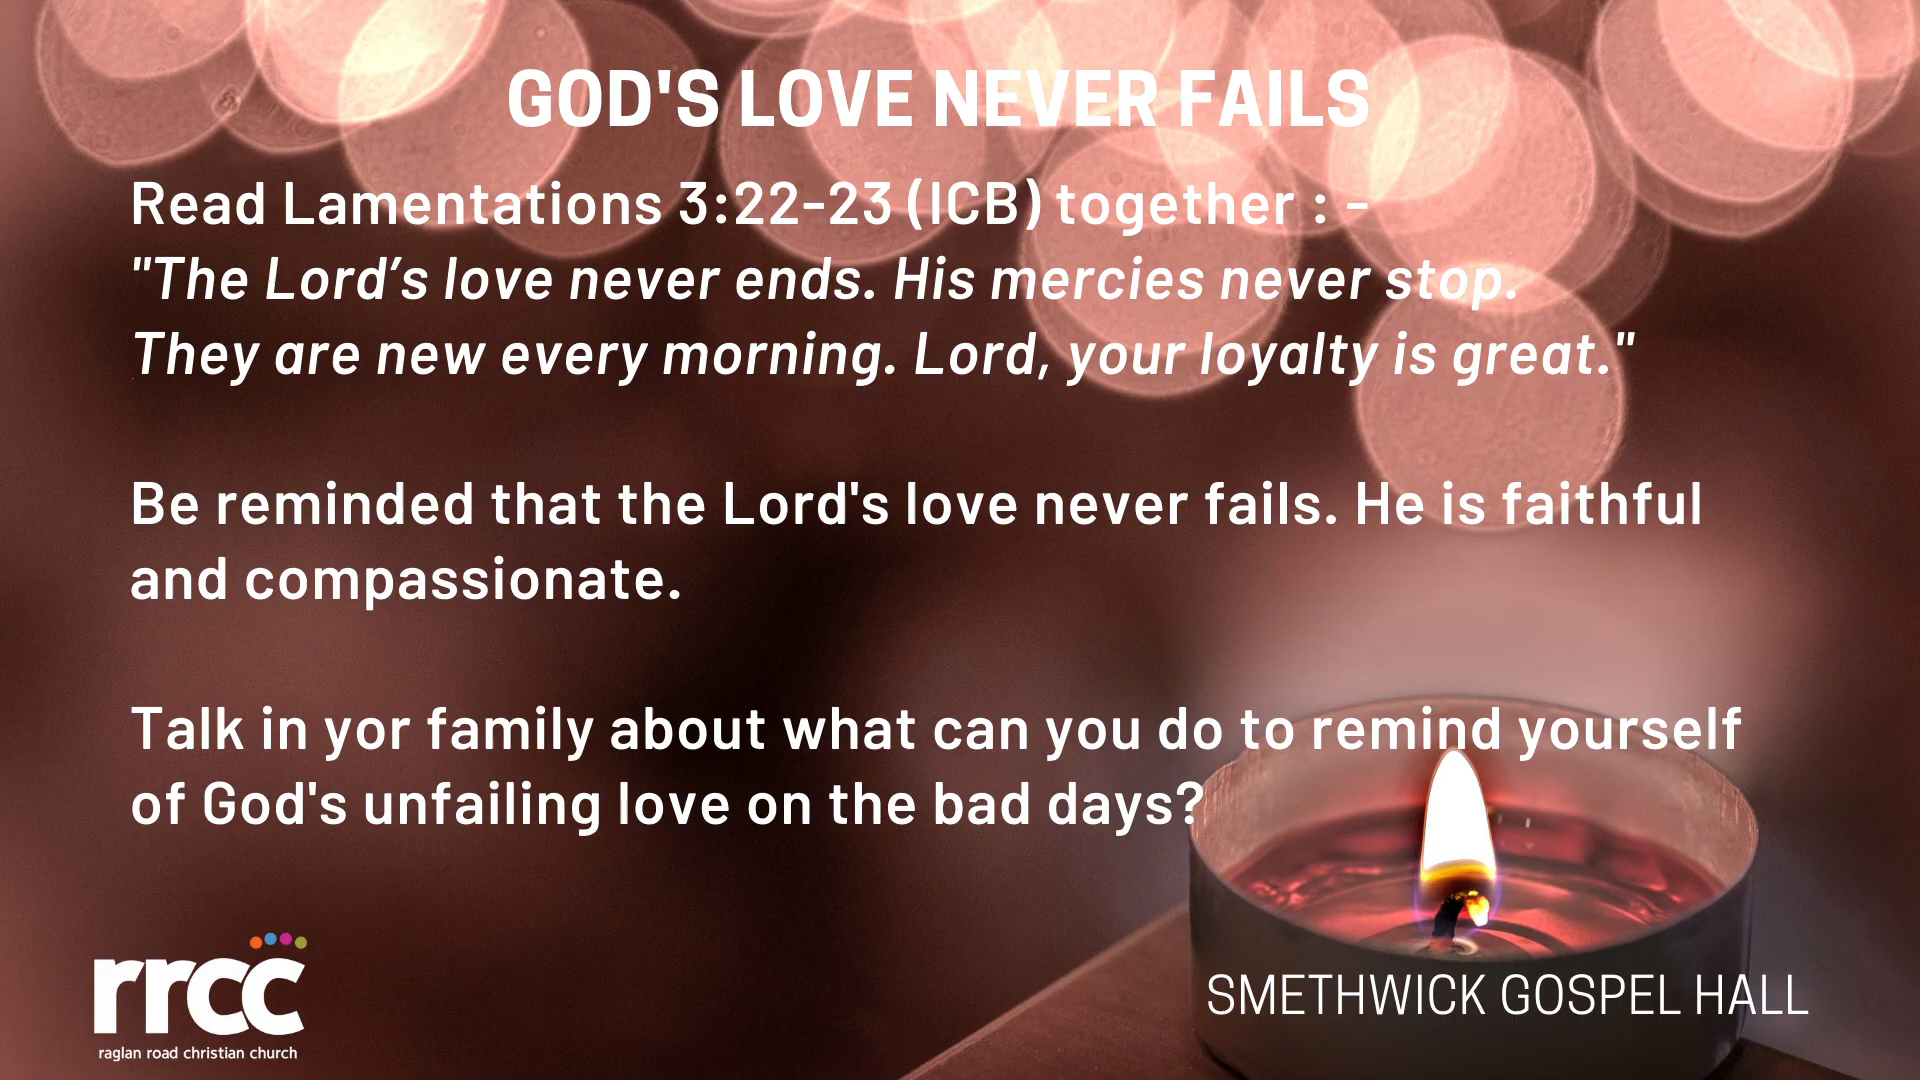 GOD'S LOVE NEVER FAILS
Read Lamentations 3:22-23 (ICB) together : -
"The Lord’s love never ends. His mercies never stop.
They are new every morning. Lord, your loyalty is great."
Be reminded that the Lord's love never fails. He is faithful
and compassionate.
Talk in yor family about what can you do to remind yourself
of God's unfailing love on the bad days?
rrcc
raglan road christian church
SMETHWICK GOSPEL HALL